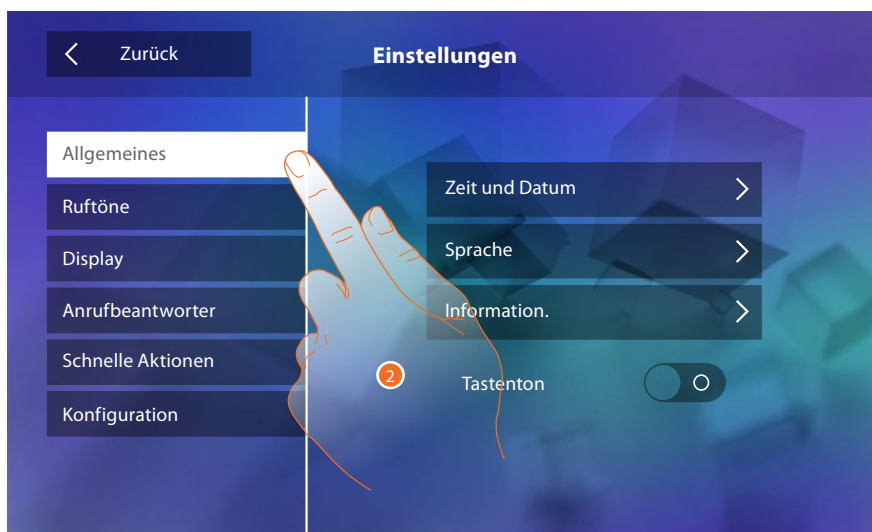 Zurück
Einstellungen
Allgemeines
Ruftöne
Display
Anrufbeantworter
Schnelle Aktionen
Konfiguration
Zeit und Datum
Sprache
Information.
2
Tastenton